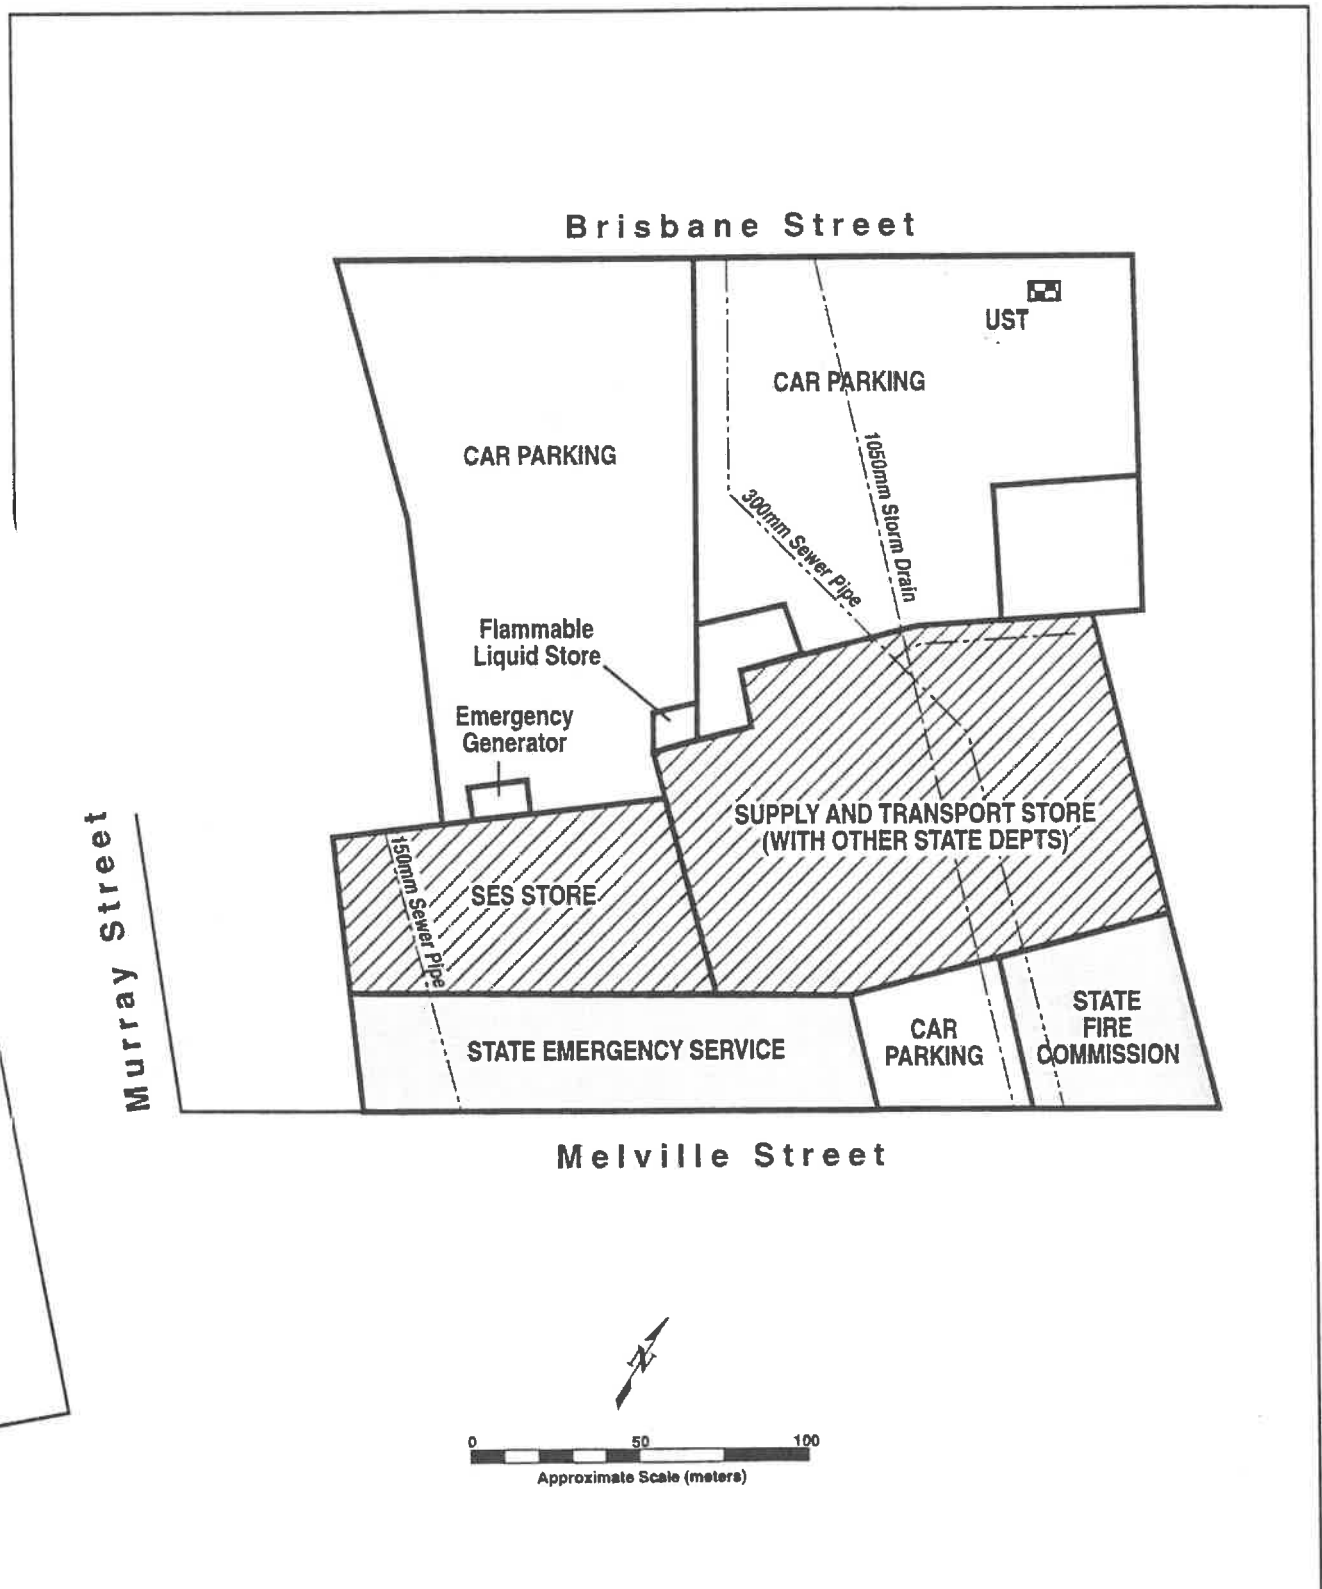 Brisbane Street
UST
CAR PARKING
CAR PARKING
1050mm Storm Drain
300mm Sewer Pipe
Flammable
Liquid Store
Emergency
Generator
SUPPLY AND TRANSPORT STORE
(WITH OTHER STATE DEPTS)
Murray Street
150mm Sewer Pipe
SES STORE
STATE EMERGENCY SERVICE
CAR
PARKING
STATE
FIRE
COMMISSION
Melville Street
N
0 50 100
Approximate Scale (meters)